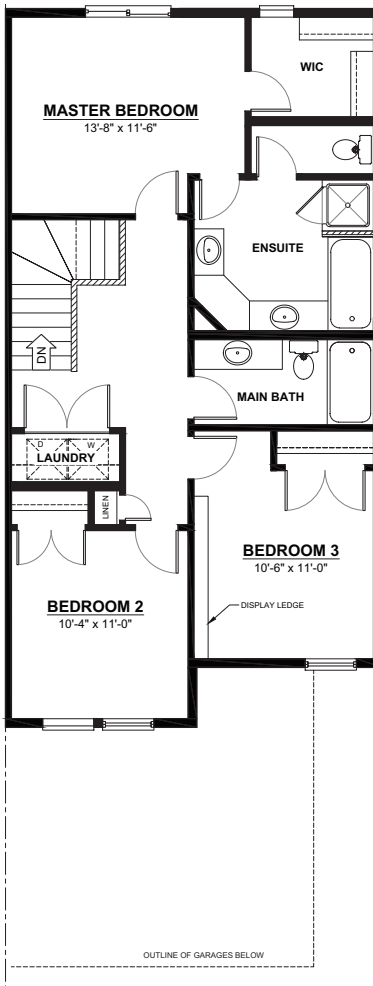 WIC
MASTER BEDROOM
13'-8" x 11'-6"
ENSUITE
DN
MAIN BATH
D
W
LAUNDRY
LINEN
BEDROOM 3
10'-6" x 11'-0"
BEDROOM 2
10'-4" x 11'-0"
DISPLAY LEDGE
OUTLINE OF GARAGES BELOW